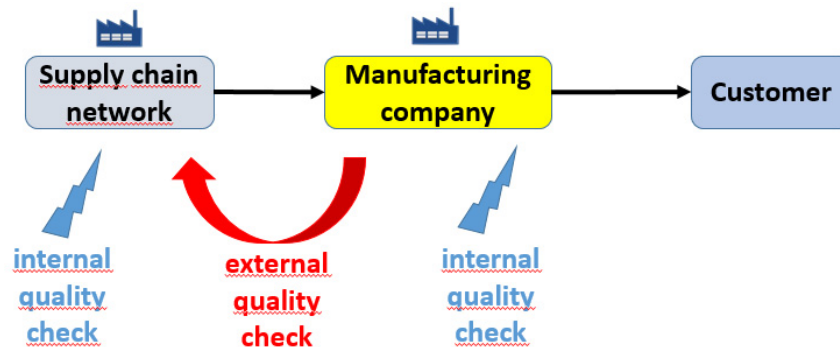 Supply chain
network
Manufacturing
company
Customer
internal
quality
check
external
quality
check
internal
quality
check